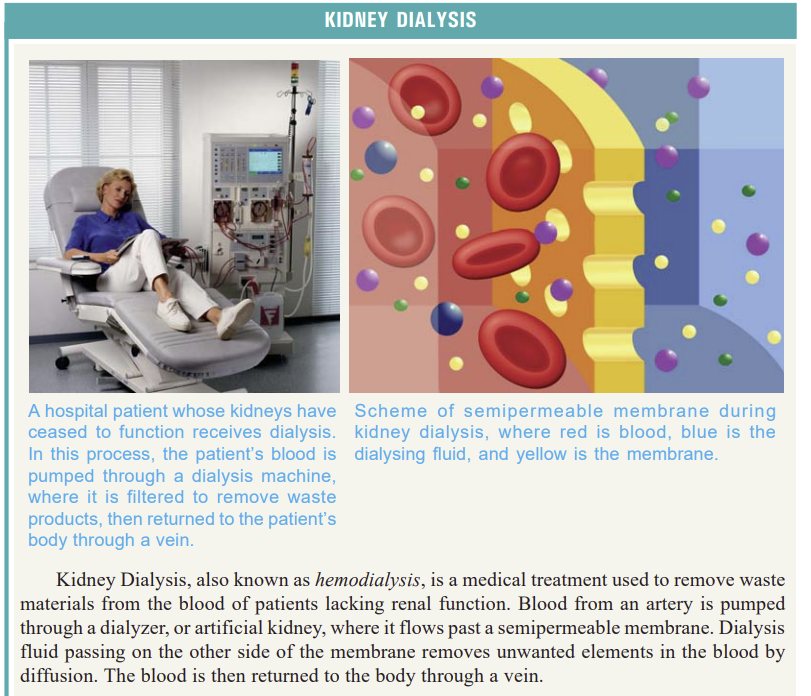 KIDNEY DIALYSIS
A hospital patient whose kidneys have
ceased to function receives dialysis.
In this process, the patient's blood is
pumped through a dialysis machine,
where it is filtered to remove waste
products, then returned to the patient's
body through a vein.
Scheme of semipermeable membrane during
kidney dialysis, where red is blood, blue is the
dialysing fluid, and yellow is the membrane.
Kidney Dialysis, also known as hemodialysis, is a medical treatment used to remove waste
materials from the blood of patients lacking renal function. Blood from an artery is pumped
through a dialyzer, or artificial kidney, where it flows past a semipermeable membrane. Dialysis
fluid passing on the other side of the membrane removes unwanted elements in the blood by
diffusion. The blood is then returned to the body through a vein.